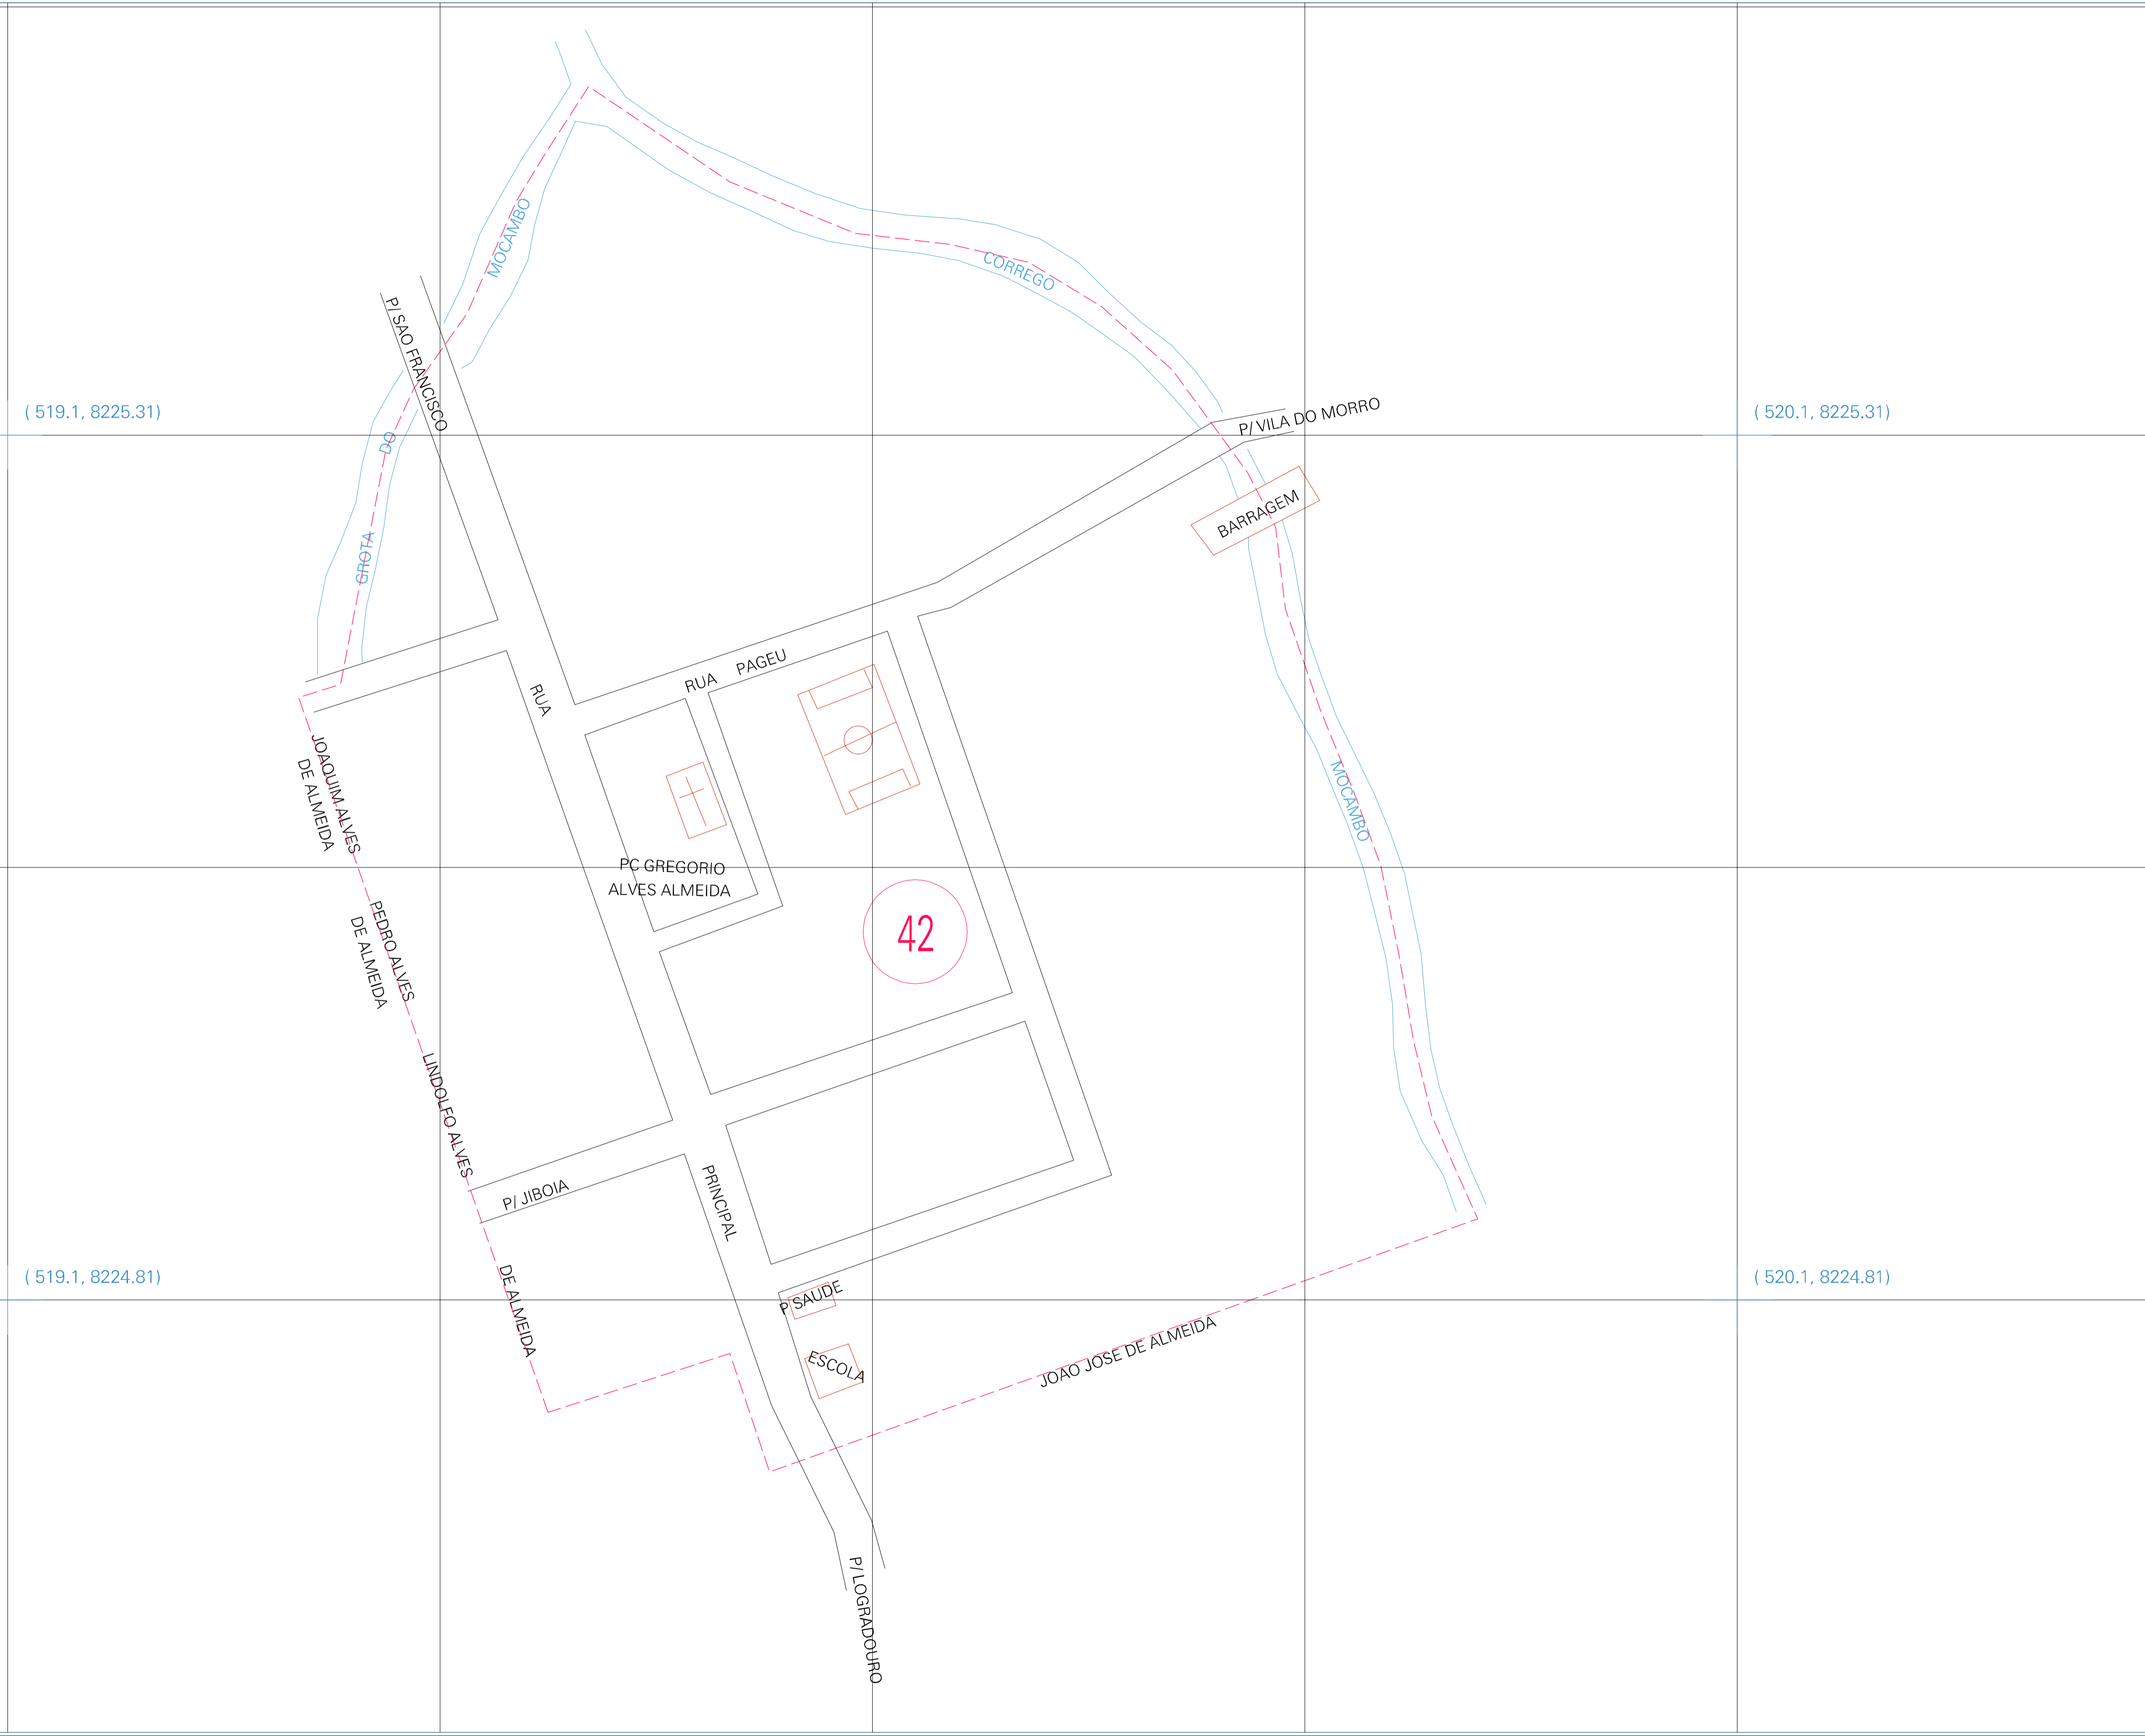 MOCAMBO
CORREGO
P/ SAO FRANCISCO
( 519.1, 8225.31)
P/ VILA DO MORRO
( 520.1, 8225.31)
DO
BARRAGEM
GROTA
RUA PAGEU
RUA
JOAQUIM ALVES
DE ALMEIDA
MOCAMBO
PC GREGORIO
ALVES ALMEIDA
42
PEDRO ALVES
DE ALMEIDA
LINDOLFO ALVES
P/ JIBOIA
PRINCIPAL
( 519.1, 8224.81)
DE ALMEIDA
P SAUDE
( 520.1, 8224.81)
ESCOLA
JOAO JOSE DE ALMEIDA
P/ LOGRADOURO